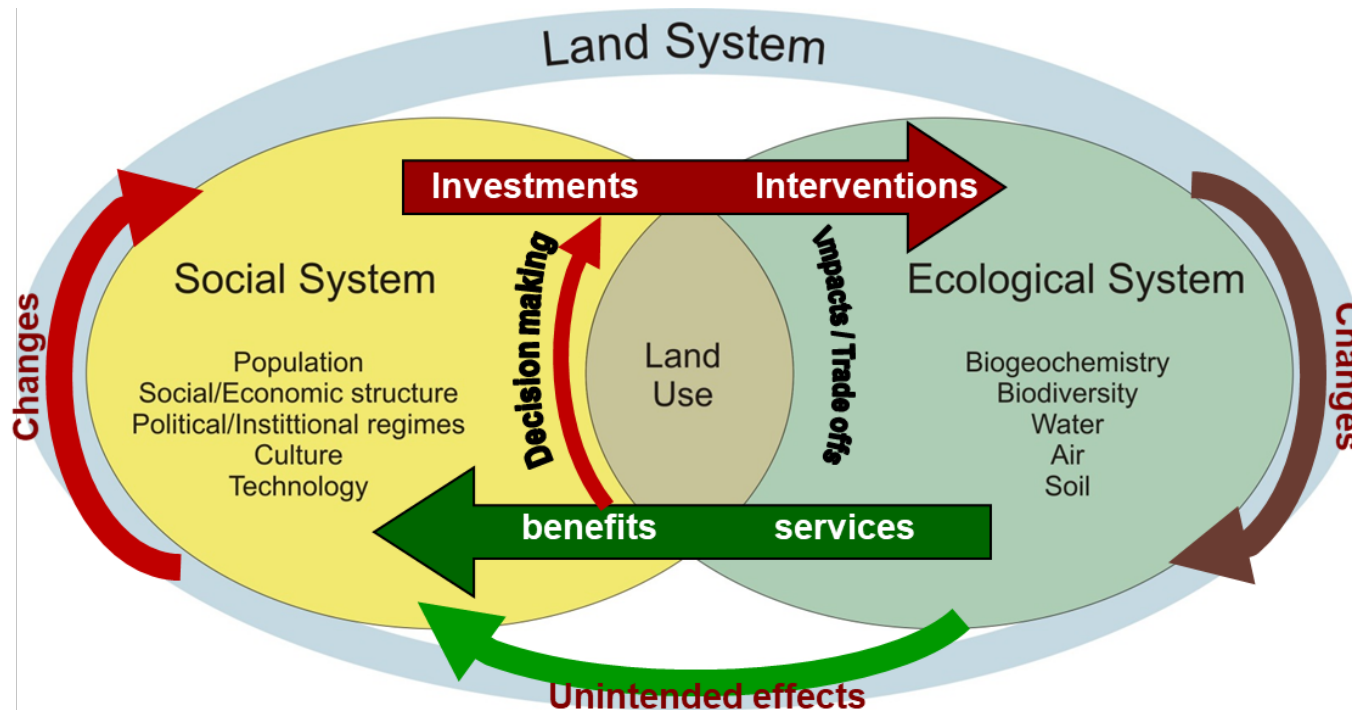 Land System
Investments Interventions
Decision making
Impacts / Trade offs
Social System
Population
Social/Economic structure
Political/Instittional regimes
Culture
Technology
Land
Use
Ecological System
Biogeochemistry
Biodiversity
Water
Air
Soil
Changes
Changes
benefits services
Unintended effects